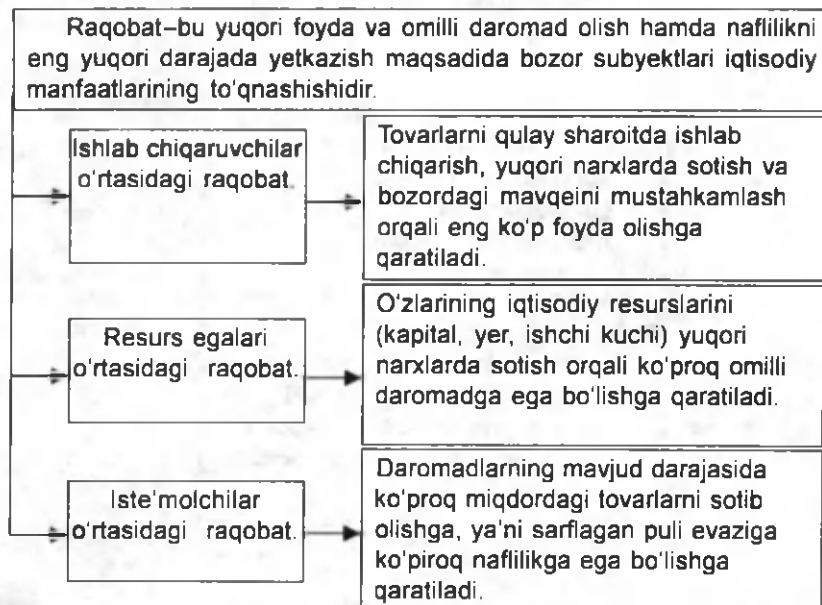 Raqobat–bu yuqori foyda va omilli daromad olish hamda naflilikni
eng yuqori darajada yetkazish maqsadida bozor subyektlari iqtisodiy
manfaatlarining to'qnashishidir.
Ishlab chiqaruvchilar
o'rtasidagi raqobat.
Tovarlarni qulay sharoitda ishlab
chiqarish, yuqori narxlarda sotish va
bozordagi mavqeini mustahkamlash
orqali eng ko'p foyda olishga
qaratiladi.
Resurs egalari
o'rtasidagi raqobat.
O'zlarining iqtisodiy resurslarini
(kapital, yer, ishchi kuchi) yuqori
narxlarda sotish orqali ko'proq omilli
daromadga ega bo'lishga qaratiladi.
Iste'molchilar
o'rtasidagi raqobat.
Daromadlarning mavjud darajasida
ko'proq miqdordagi tovarlarni sotib
olishga, ya'ni sarflagan puli evaziga
ko'piroq naflilikga ega bo'lishga
qaratiladi.